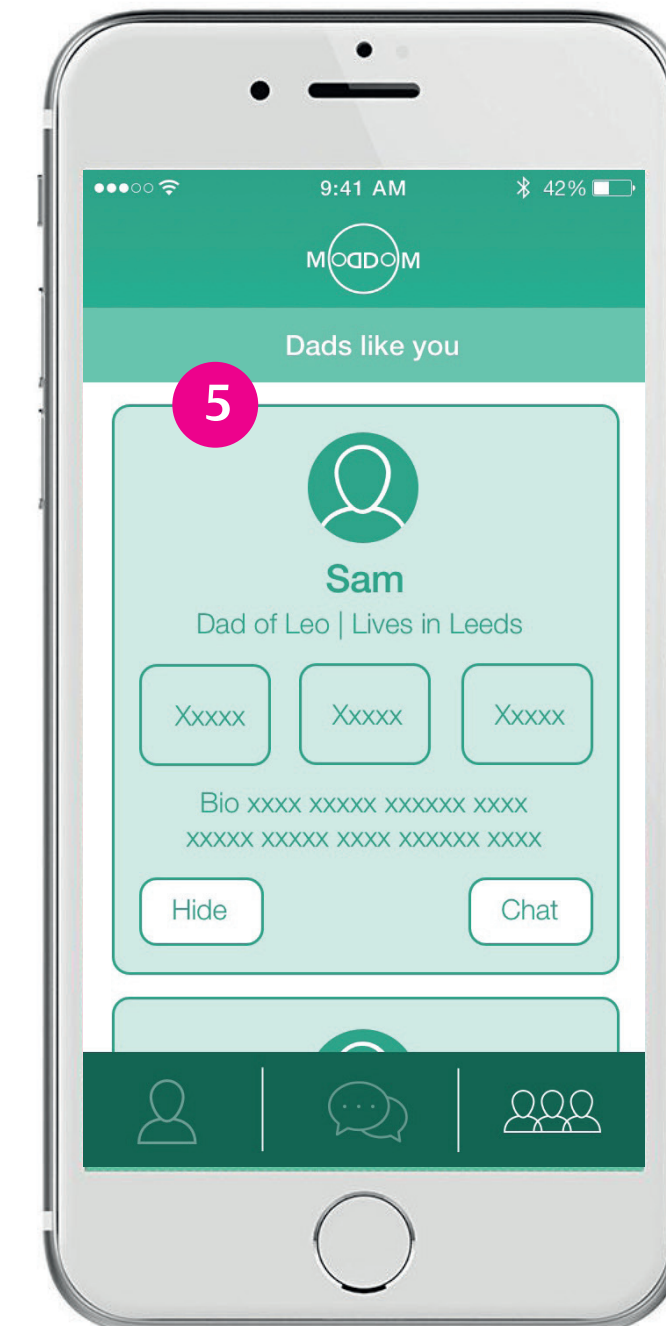 9:41 AM 42%
MODDOM
Dads like you
5
Sam
Dad of Leo | Lives in Leeds
Xxxxx Xxxxx Xxxxx
Bio xxxx xxxxx xxxxxx xxxx
xxxxx xxxxx xxxx xxxxxx xxxx
Hide Chat